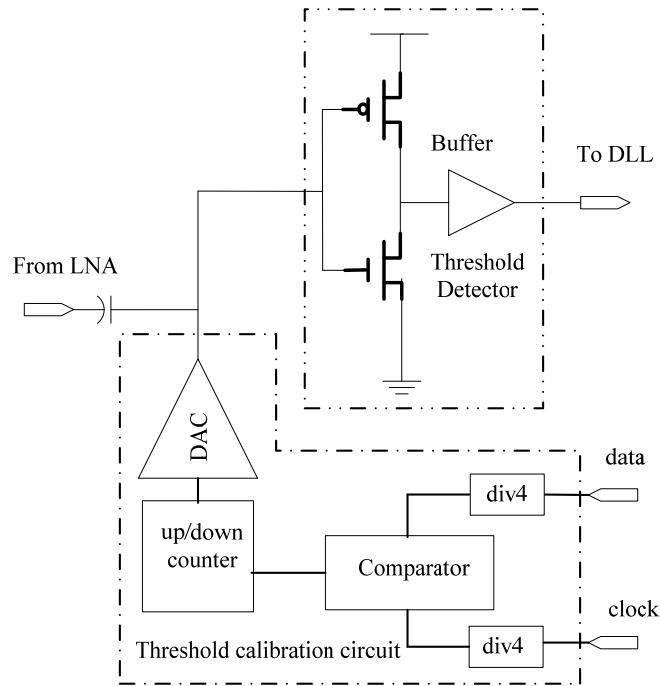 Buffer
To DLL
From LNA
Threshold
Detector
DAC
data
div4
up/down
counter
Comparator
clock
div4
Threshold calibration circuit